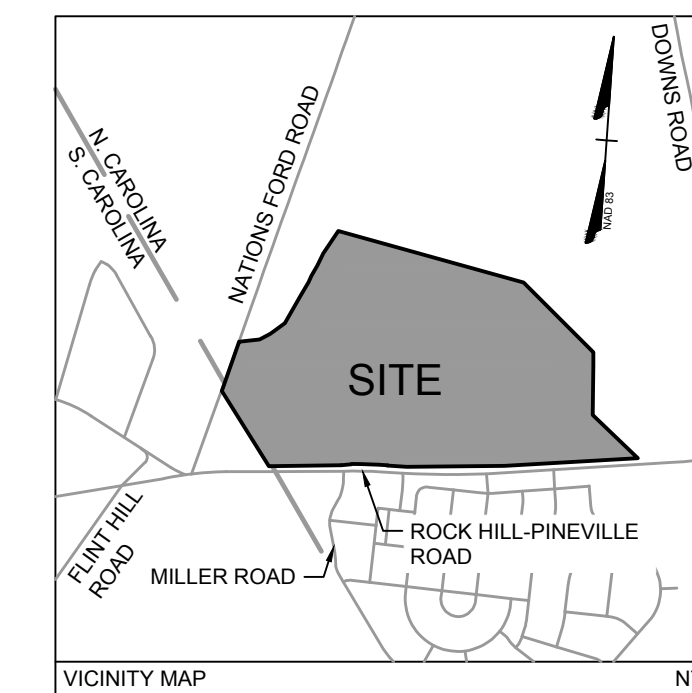 DOWNS ROAD
N. CAROLINA
S. CAROLINA
NATIONS FORD ROAD
NAD 83
SITE
ROCK HILL-PINEVILLE
ROAD
FLINT HILL
ROAD
MILLER ROAD
VICINITY MAP